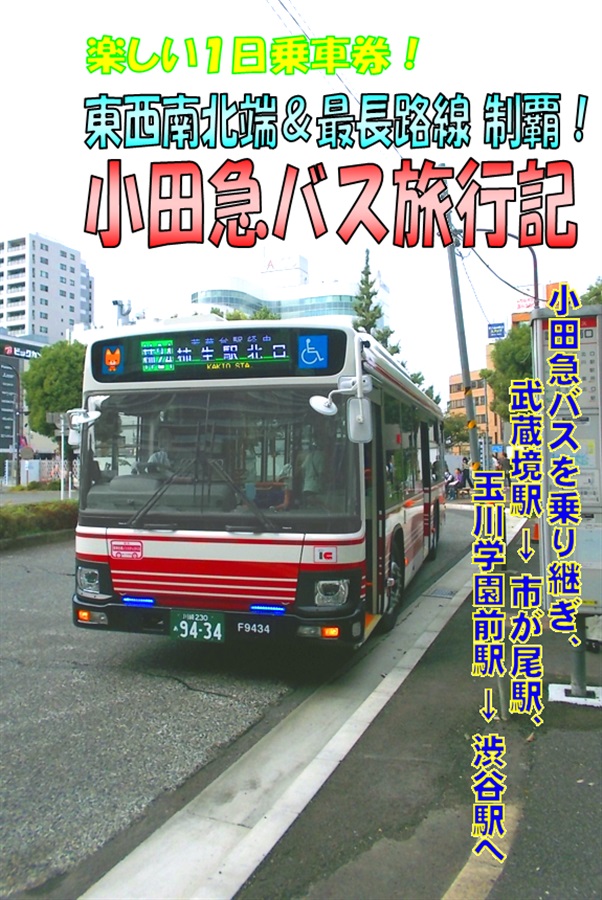 楽しい1日乗車券！
東西南北端＆最長路線 制覇！
小田急バス旅行記
小田急バスを乗り継ぎ、
武蔵境駅→市が尾駅、
玉川学園前駅→渋谷駅へ
柿生駅北口
KAKIO STA.
川崎 230
94-34
F9434